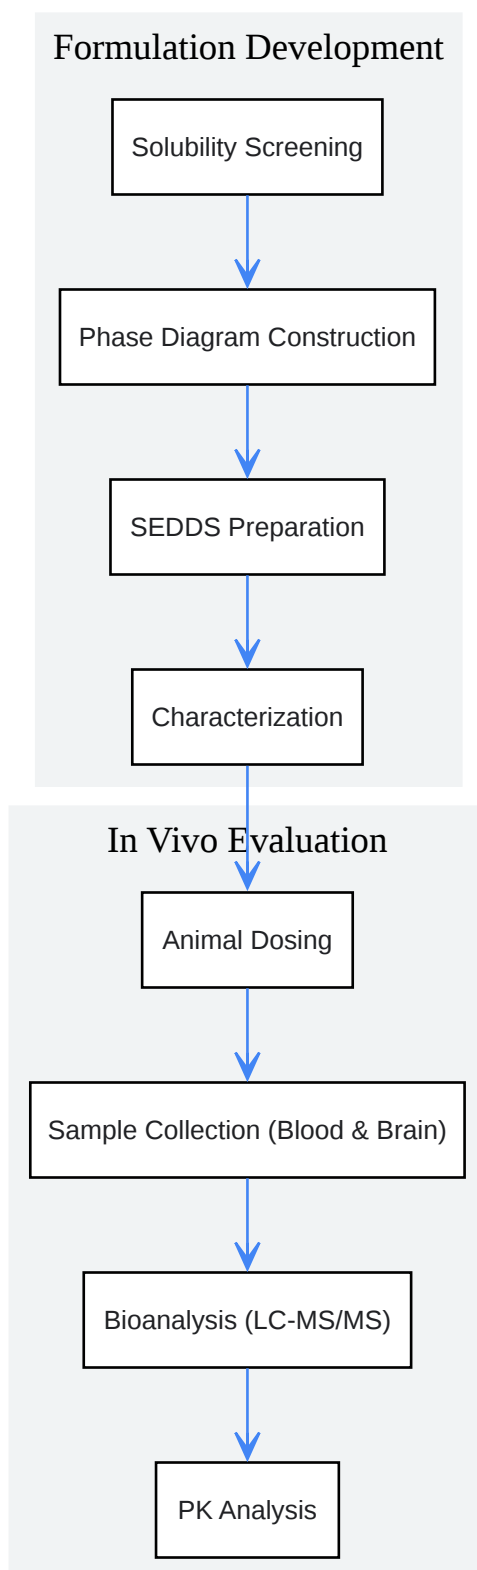 Formulation Development
Solubility Screening
Phase Diagram Construction
SEDDS Preparation
Characterization
In Vivo Evaluation
Animal Dosing
Sample Collection (Blood & Brain)
Bioanalysis (LC-MS/MS)
PK Analysis